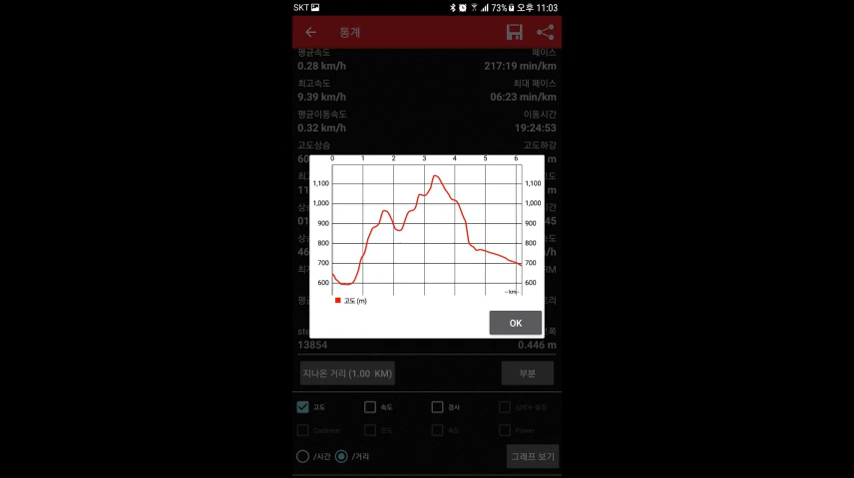 SKT 73% 오후 11:03
통계
평균속도 페이스
0.28 km/h 217:19 min/km
최고속도 최대 페이스
9.39 km/h 06:23 min/km
평균이동속도 이동시간
0.32 km/h 19:24:53
고도상승 고도하강
60 m
0 1 2 3 4 5 6
1,100 1,100
1,000 1,000
900 900
800 800
700 700
600 600
--km--
고도 (m)
OK
13854 0.446 m
지나온 거리 (1.00 KM) 부분
고도 속도 경사
Cadence 온도 속도 Power
/시간 /거리 그래프 보기